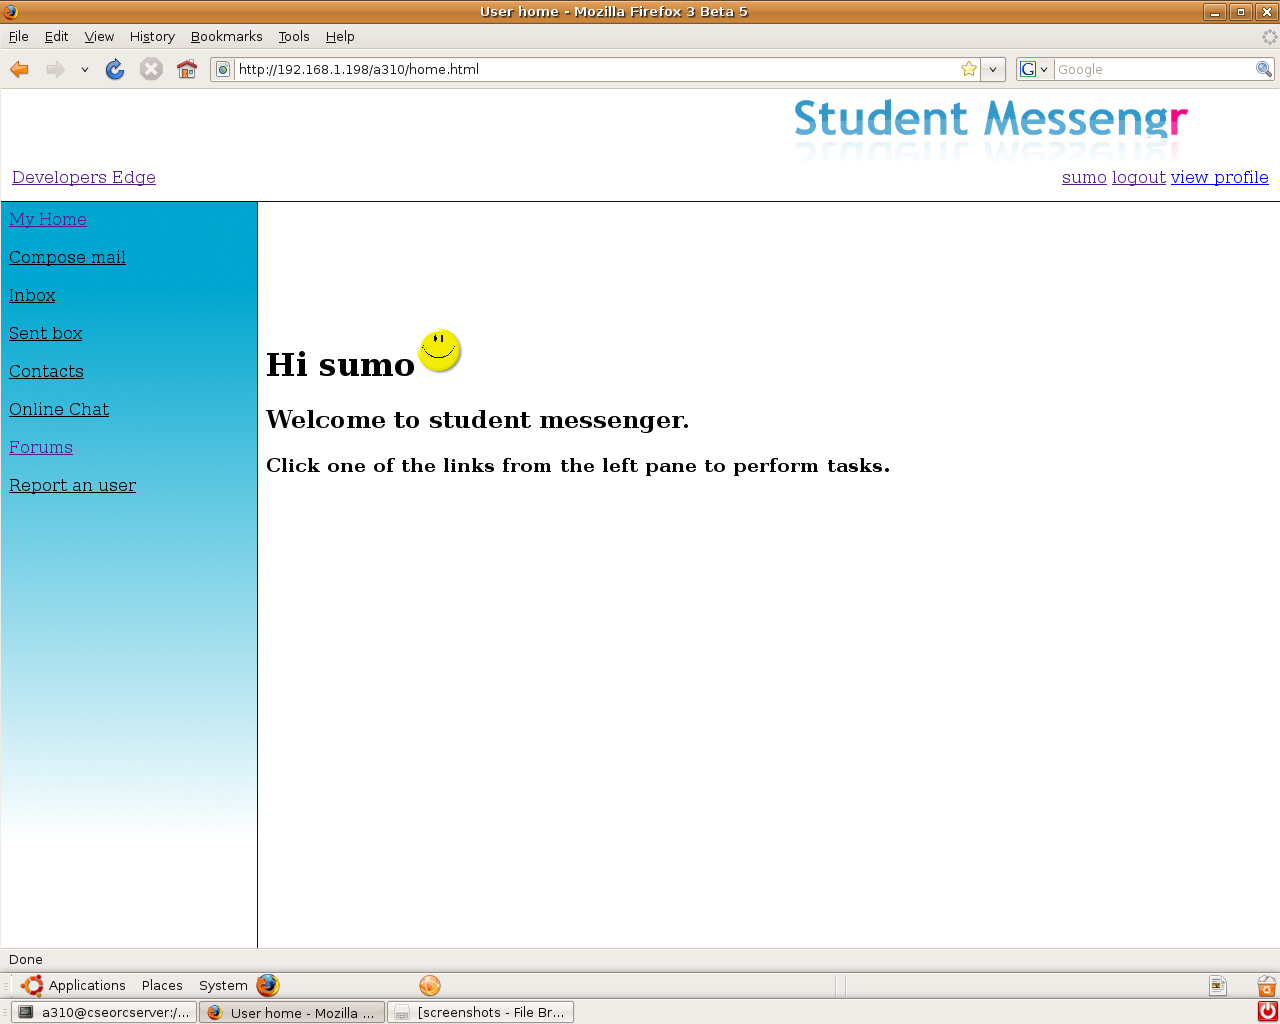 User home - Mozilla Firefox 3 Beta 5
File Edit View History Bookmarks Tools Help
http://192.168.1.198/a310/home.html
G Google
Student Messengr
Developers Edge
sumo logout view profile
My Home
Compose mail
Inbox
Sent box
Contacts
Online Chat
Forums
Report an user
Hi sumo
Welcome to student messenger.
Click one of the links from the left pane to perform tasks.
Done
Applications Places System
a310@cseorcserver:/... User home - Mozilla ... [screenshots - File Br...